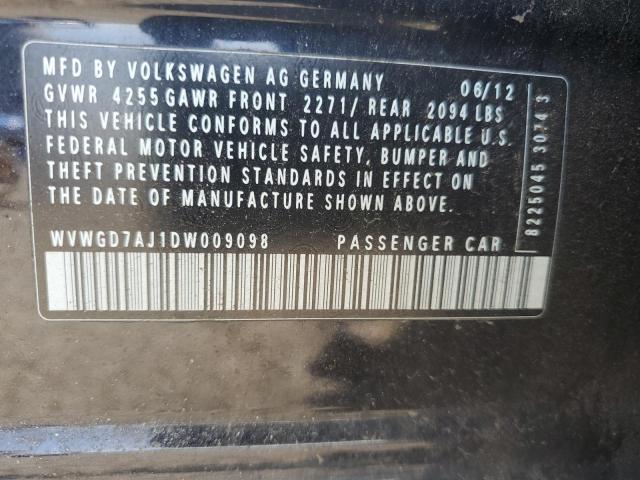 MFD BY VOLKSWAGEN AG GERMANY 06/12
GVWR 4255 GAWR FRONT 2271/ REAR 2094 LBS
THIS VEHICLE CONFORMS TO ALL APPLICABLE U.S.
FEDERAL MOTOR VEHICLE SAFETY, BUMPER AND
THEFT PREVENTION STANDARDS IN EFFECT ON
THE DATE OF MANUFACTURE SHOWN ABOVE.
WVWGD7AJ1DW009098 PASSENGER CAR
8225045 3074 3